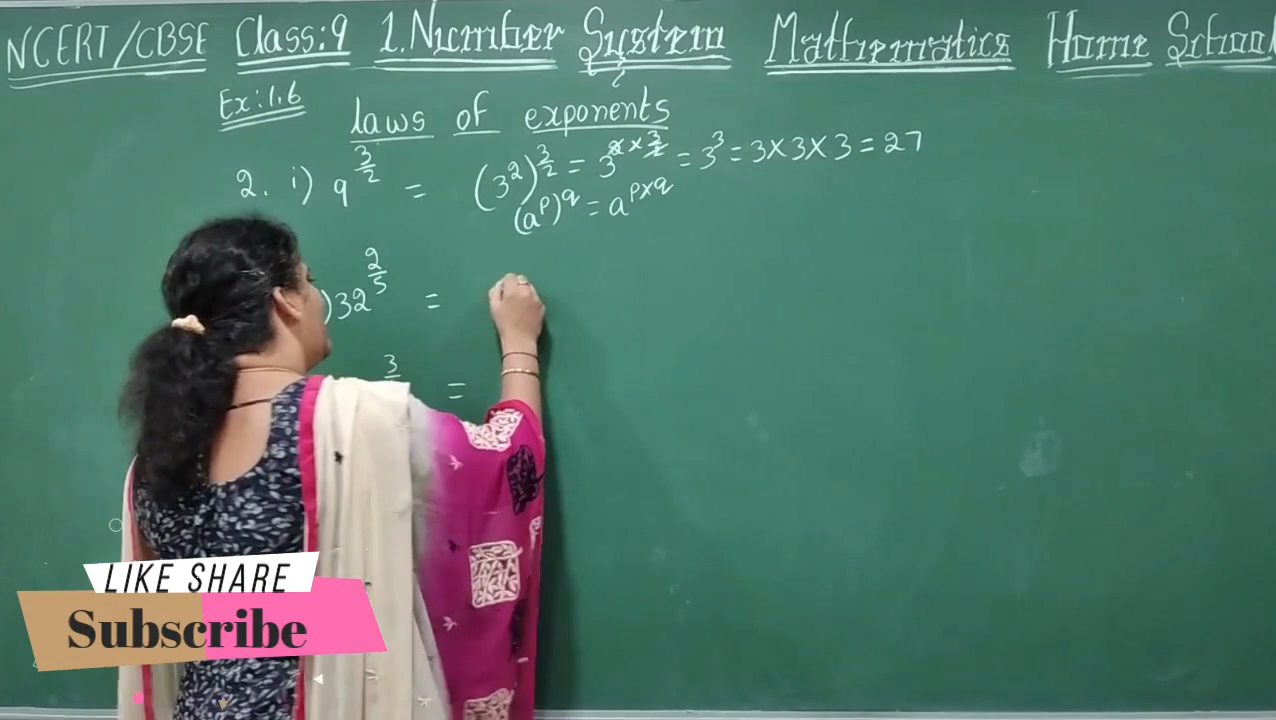 NCERT/CBSE Class:9 1.Number System Mathematics Home School
Ex:1.6
laws of exponents
2. i) 9^(3/2) = (3^2)^(3/2) = 3^(2×3/2) = 3^3 = 3×3×3 = 27
(a^p)^q = a^(p×q)
)32^(2/5) =
3 =
LIKE SHARE
Subscribe